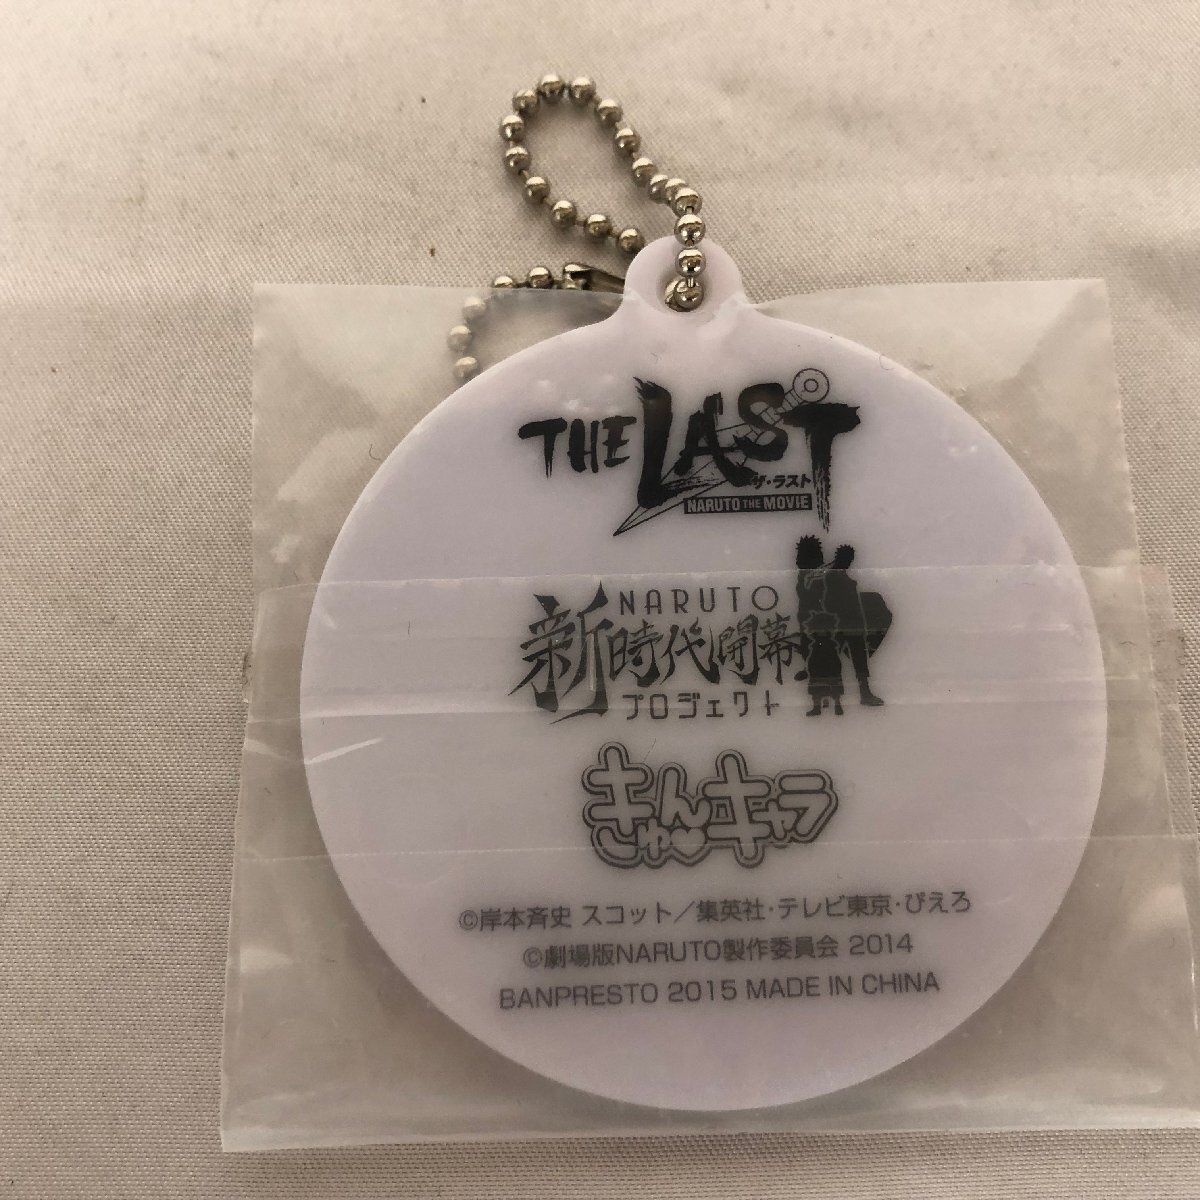 THE LAST
ザ・ラスト
NARUTO THE MOVIE
NARUTO
新時代開幕
プロジェクト
きゅんキャラ
©岸本斉史 スコット／集英社・テレビ東京・ぴえろ
©劇場版NARUTO製作委員会 2014
BANPRESTO 2015 MADE IN CHINA